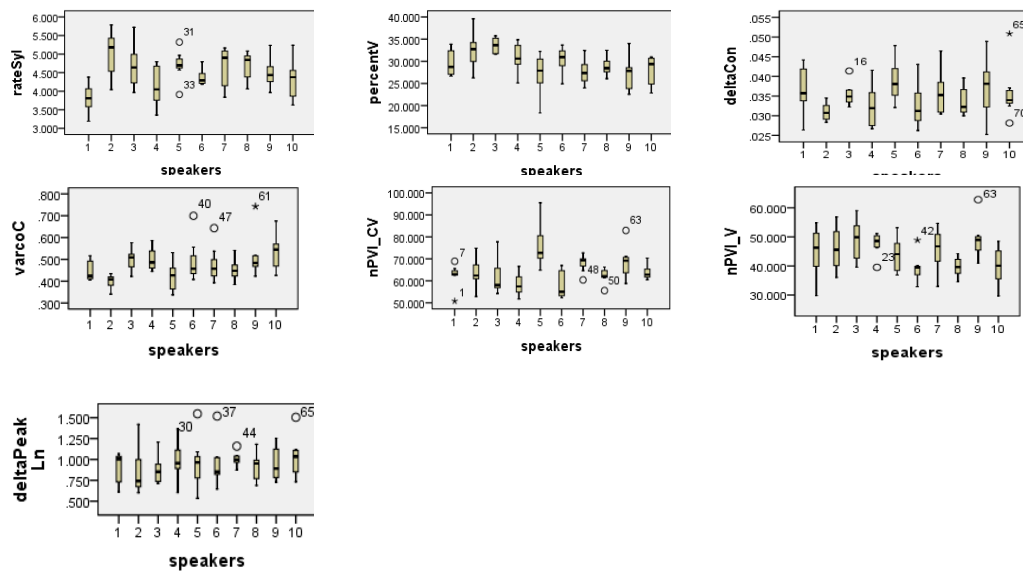 rateSyl
6.000
5.500
5.000
4.500
4.000
3.500
3.000
31
33
1 2 3 4 5 6 7 8 9 10
speakers
percentV
40.000
35.000
30.000
25.000
20.000
15.000
1 2 3 4 5 6 7 8 9 10
speakers
deltaCon
.055
.050
.045
.040
.035
.030
.025
16
65
70
1 2 3 4 5 6 7 8 9 10
varcoC
.800
.700
.600
.500
.400
.300
40
47
61
1 2 3 4 5 6 7 8 9 10
speakers
nPVI_CV
100.000
90.000
80.000
70.000
60.000
50.000
7
1
48
50
63
1 2 3 4 5 6 7 8 9 10
speakers
nPVI_V
60.000
50.000
40.000
30.000
23
42
63
1 2 3 4 5 6 7 8 9 10
speakers
deltaPeak
Ln
1.500
1.250
1.000
.750
.500
30
37
44
65
1 2 3 4 5 6 7 8 9 10
speakers